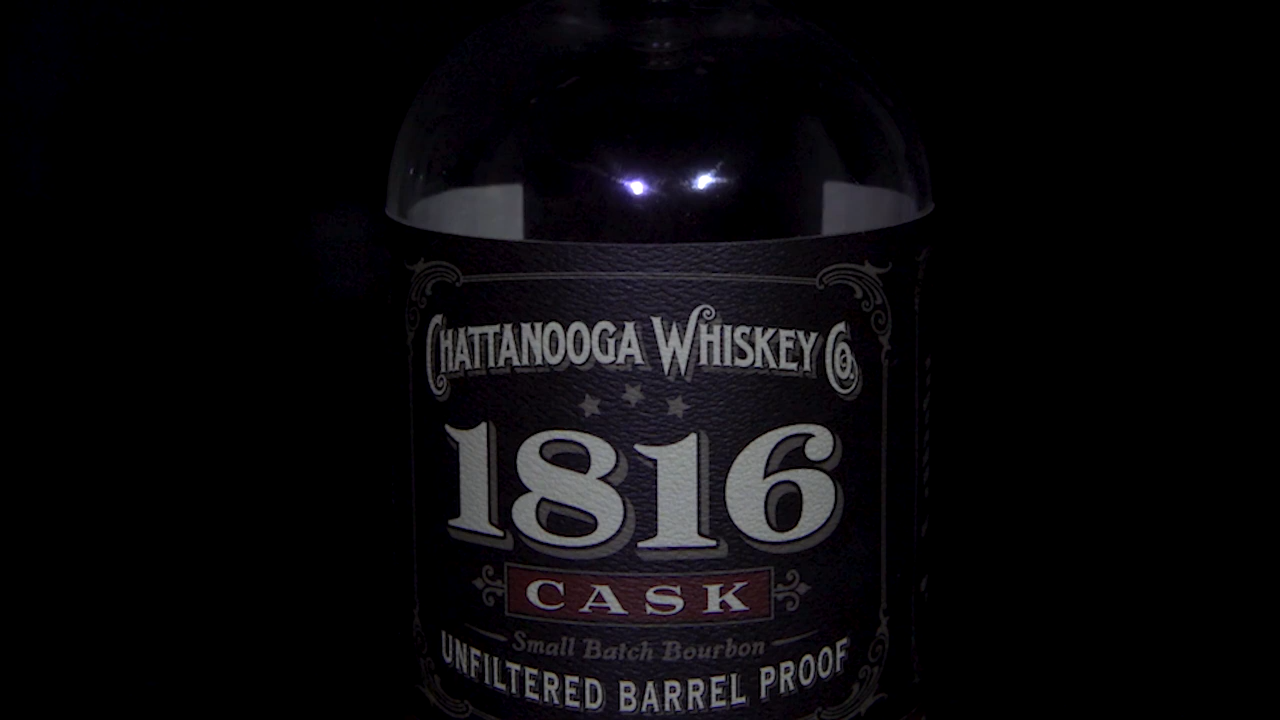 CHATTANOOGA WHISKEY Co.
1816
CASK
Small Batch Bourbon
UNFILTERED BARREL PROOF